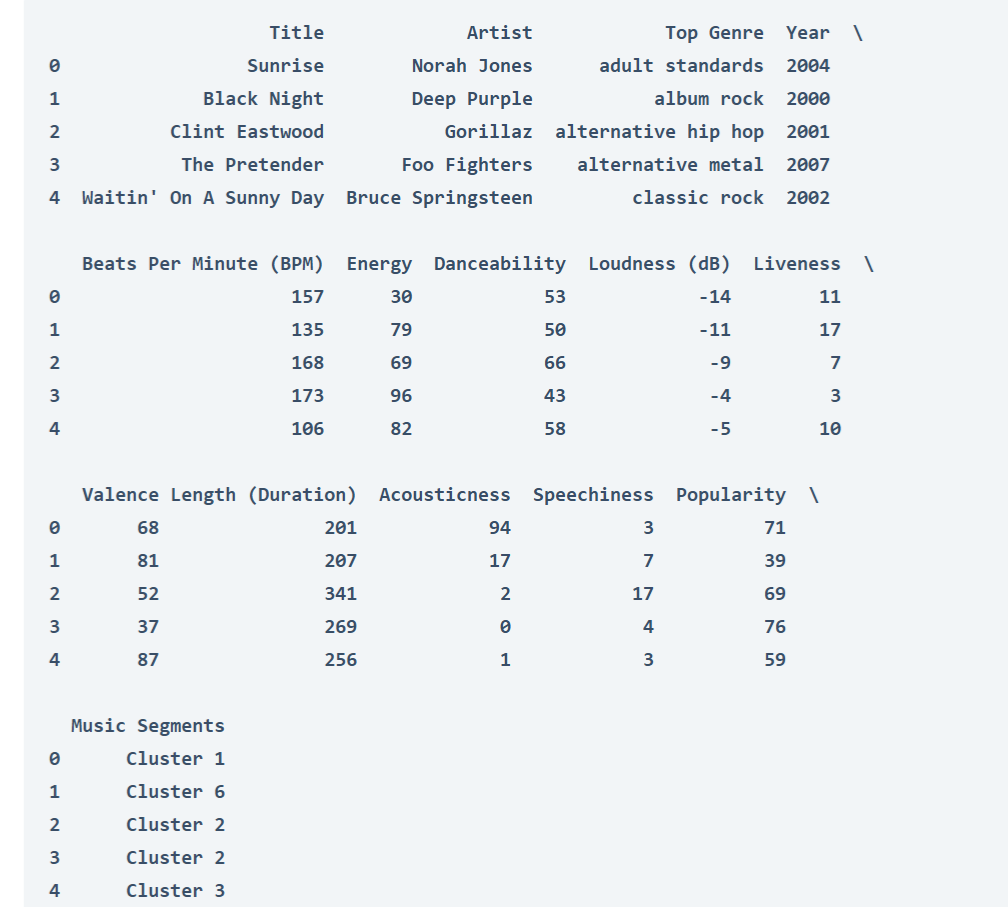 Title Artist Top Genre Year \
0 Sunrise Norah Jones adult standards 2004
1 Black Night Deep Purple album rock 2000
2 Clint Eastwood Gorillaz alternative hip hop 2001
3 The Pretender Foo Fighters alternative metal 2007
4 Waitin' On A Sunny Day Bruce Springsteen classic rock 2002
Beats Per Minute (BPM) Energy Danceability Loudness (dB) Liveness \
0 157 30 53 -14 11
1 135 79 50 -11 17
2 168 69 66 -9 7
3 173 96 43 -4 3
4 106 82 58 -5 10
Valence Length (Duration) Acousticness Speechiness Popularity \
0 68 201 94 3 71
1 81 207 17 7 39
2 52 341 2 17 69
3 37 269 0 4 76
4 87 256 1 3 59
Music Segments
0 Cluster 1
1 Cluster 6
2 Cluster 2
3 Cluster 2
4 Cluster 3